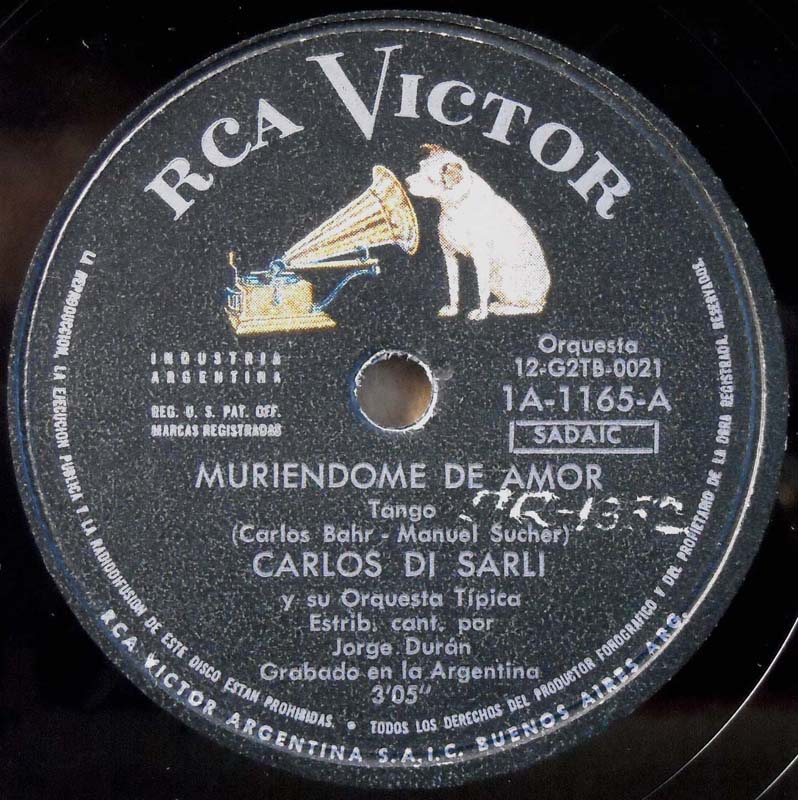 RCA VICTOR
INDUSTRIA
ARGENTINA
REG. U. S. PAT. OFF.
MARCAS REGISTRADAS
Orquesta
12-G2TB-0021
1A-1165-A
SADAIC
MURIENDOME DE AMOR
Tango
(Carlos Bahr - Manuel Sucher)
CARLOS DI SARLI
y su Orquesta Típica
Estrib. cant. por
Jorge Durán
Grabado en la Argentina
3'05"
LA REPRODUCCION, LA EJECUCION PUBLICA Y LA RADIODIFUSION DE ESTE DISCO ESTAN PROHIBIDAS. • TODOS LOS DERECHOS DEL PRODUCTOR FONOGRAFICO Y DEL PROPIETARIO DE LA OBRA REGISTRADA, RESERVADOS.
RCA VICTOR ARGENTINA S.A.I.C. BUENOS AIRES ARG.